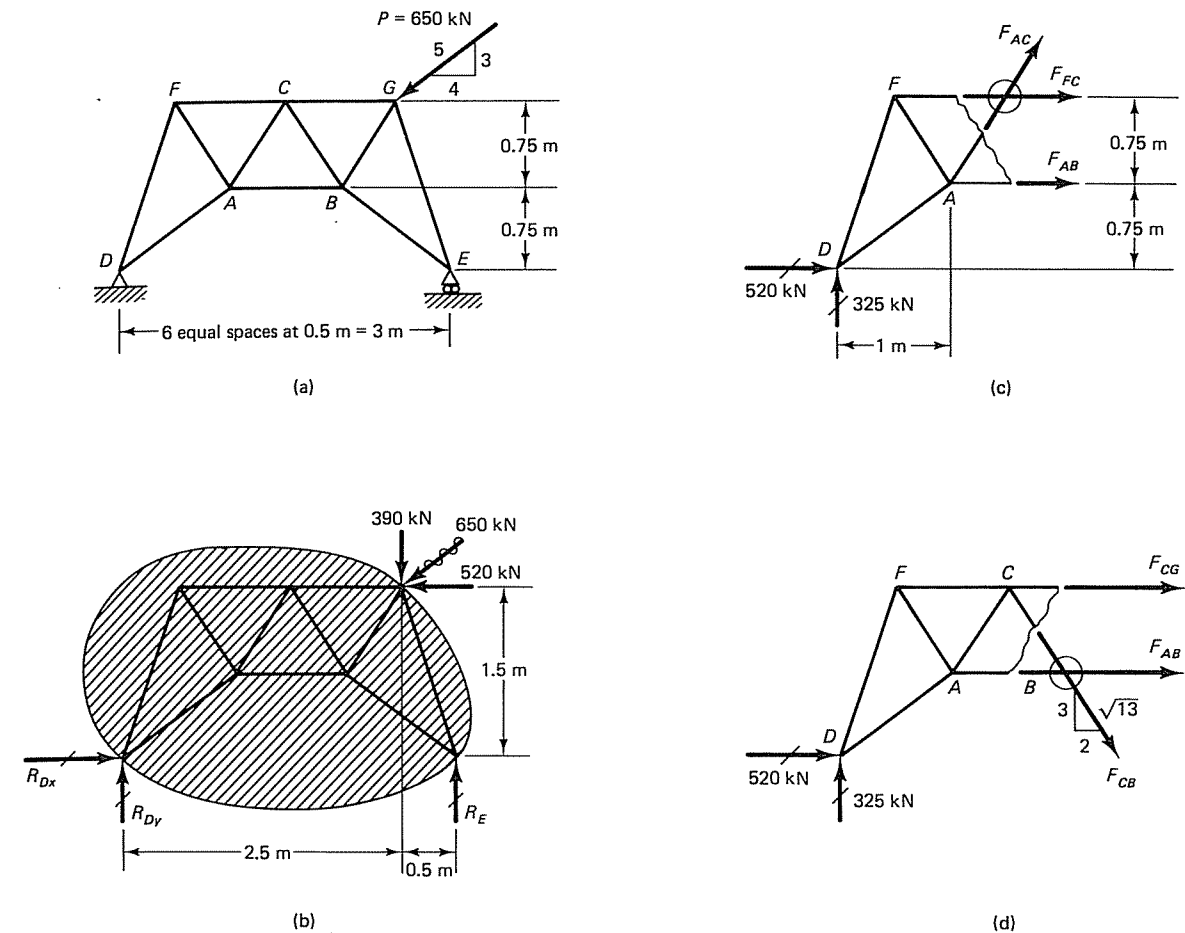 P = 650 kN
5
3
4
F
C
G
0.75 m
A
B
0.75 m
D
E
6 equal spaces at 0.5 m = 3 m
(a)
F_AC
F
F_FC
0.75 m
F_AB
A
0.75 m
D
520 kN
325 kN
1 m
(c)
390 kN
650 kN
520 kN
1.5 m
R_Dx
R_Dy
R_E
2.5 m
0.5 m
(b)
F
C
F_CG
F_AB
A
B
3
√13
2
D
F_CB
520 kN
325 kN
(d)